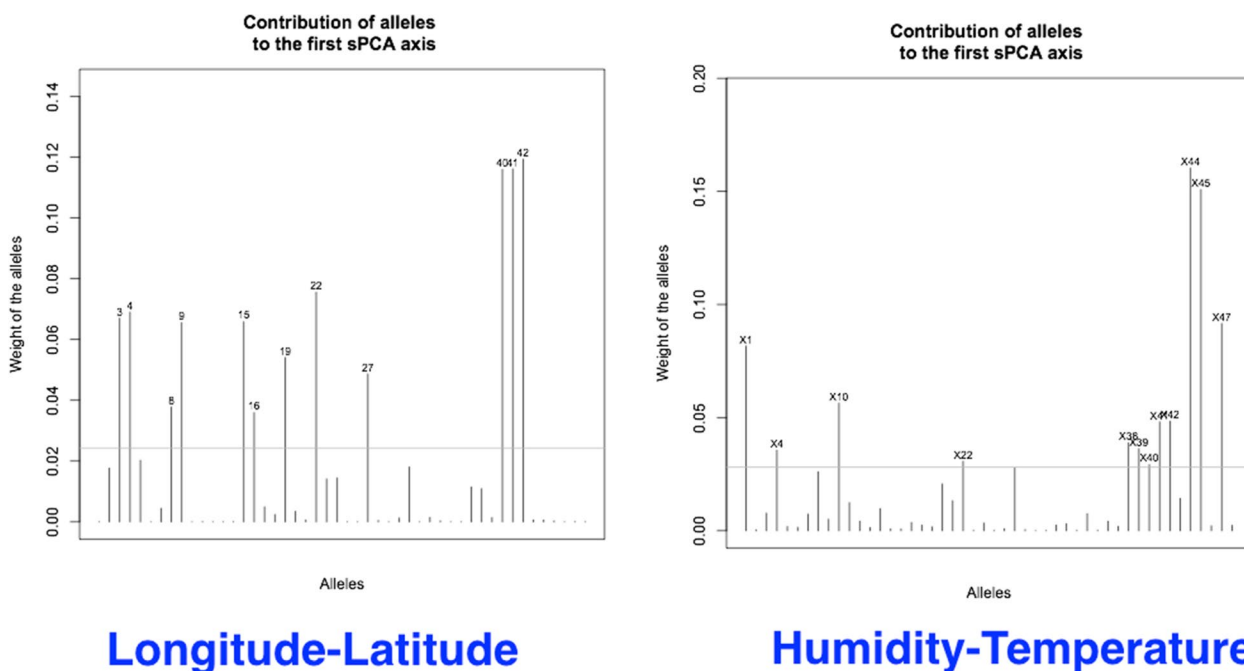 Contribution of alleles
to the first sPCA axis
Weight of the alleles
0.14
0.12
0.10
0.08
0.06
0.04
0.02
0.00
3
4
8
9
15
16
19
22
27
40
41
42
Alleles
Longitude-Latitude
Contribution of alleles
to the first sPCA axis
Weight of the alleles
0.20
0.15
0.10
0.05
0.00
X1
X4
X10
X22
X38
X39
X40
X41
X42
X44
X45
X47
Alleles
Humidity-Temperature